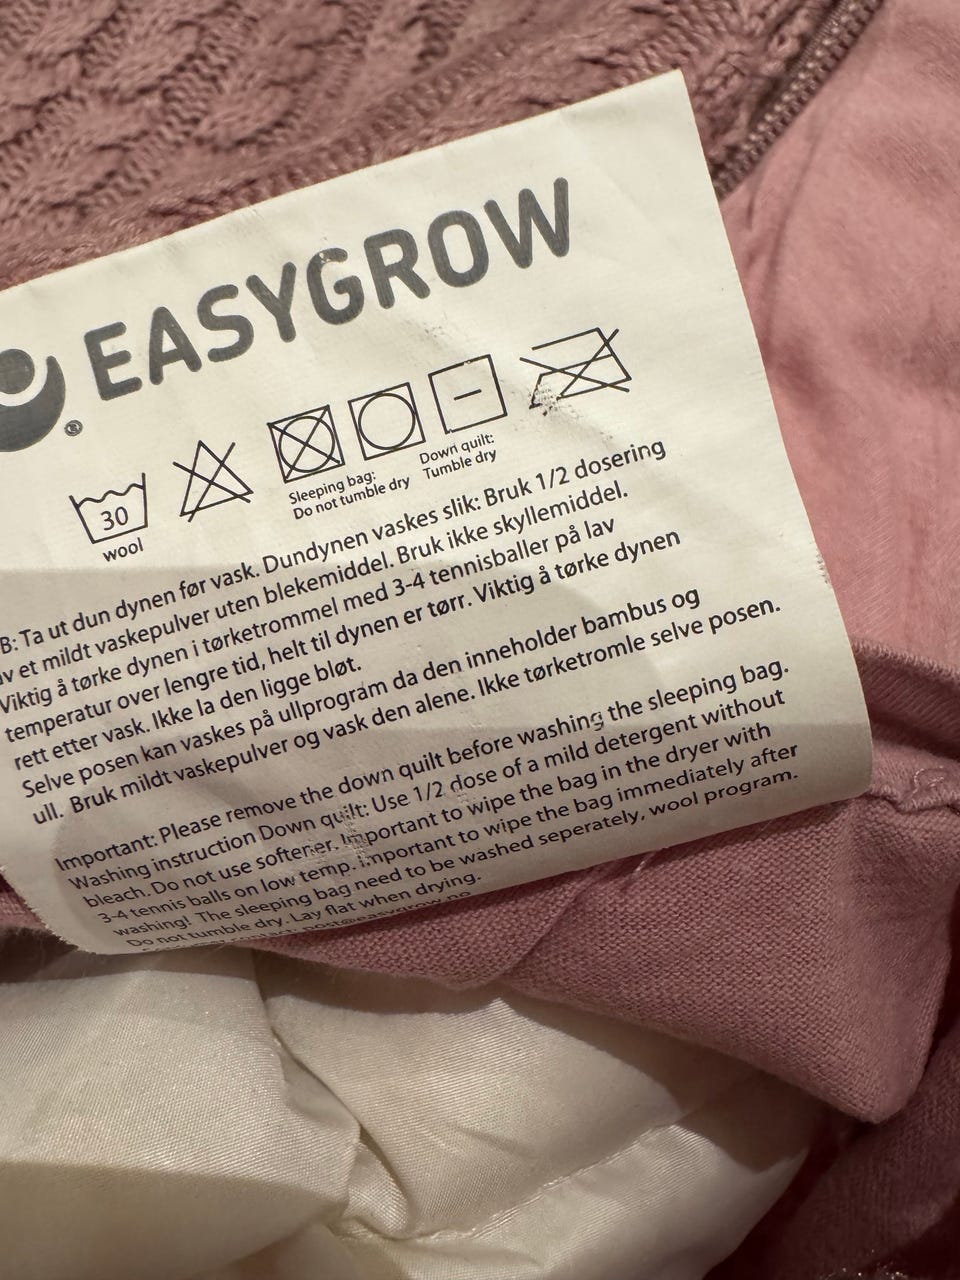 EASYGROW
®
30
wool
Sleeping bag:
Do not tumble dry
Down quilt:
Tumble dry
B: Ta ut dun dynen før vask. Dundynen vaskes slik: Bruk 1/2 dosering
av et mildt vaskepulver uten blekemiddel. Bruk ikke skyllemiddel.
Viktig å tørke dynen i tørketrommel med 3-4 tennisballer på lav
temperatur over lengre tid, helt til dynen er tørr. Viktig å tørke dynen
rett etter vask. Ikke la den ligge bløt.
Selve posen kan vaskes på ullprogram da den inneholder bambus og
ull. Bruk mildt vaskepulver og vask den alene. Ikke tørketromle selve posen.
Important: Please remove the down quilt before washing the sleeping bag.
Washing instruction Down quilt: Use 1/2 dose of a mild detergent without
bleach. Do not use softener. Important to wipe the bag in the dryer with
3-4 tennis balls on low temp. Important to wipe the bag immediately after
washing! The sleeping bag need to be washed seperately, wool program.
Do not tumble dry. Lay flat when drying.
contact: post@easygrow.no